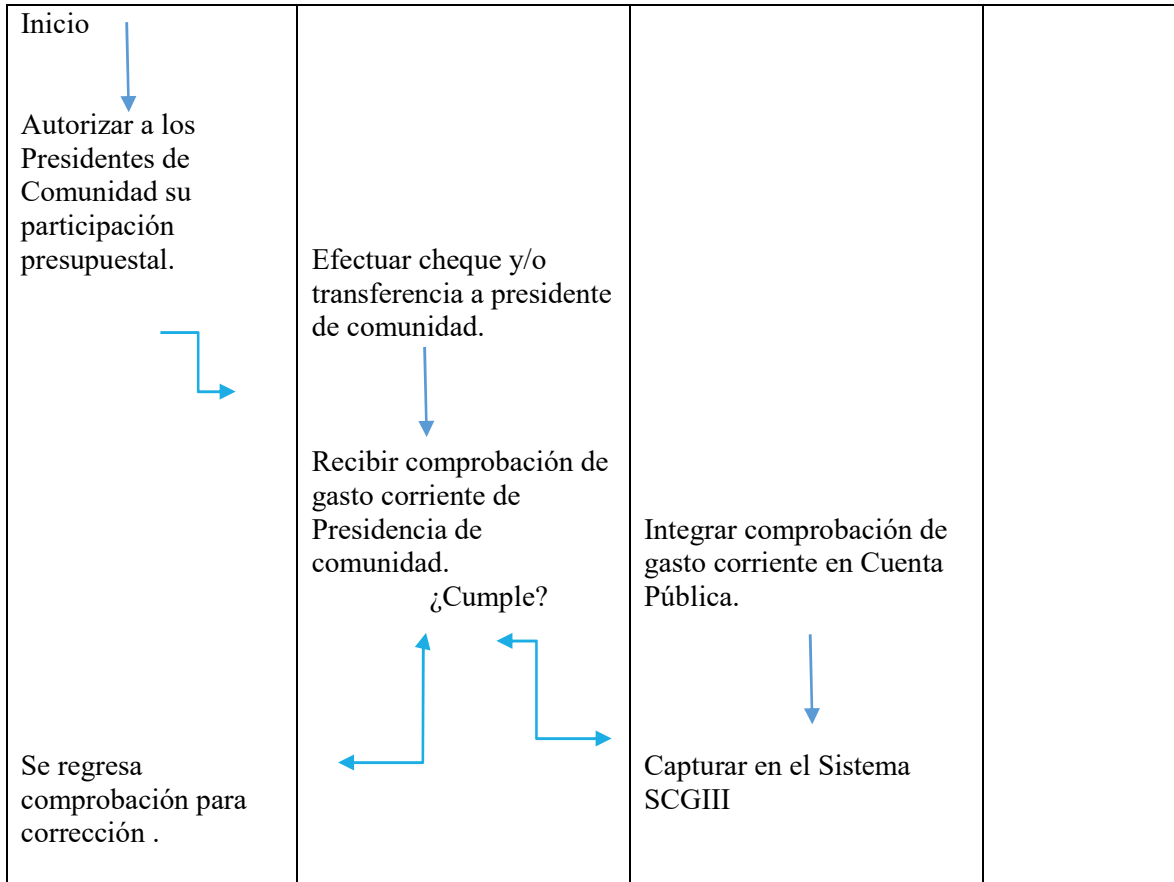 Inicio
Autorizar a los
Presidentes de
Comunidad su
participación
presupuestal.
Efectuar cheque y/o
transferencia a presidente
de comunidad.
Recibir comprobación de
gasto corriente de
Presidencia de
comunidad.
¿Cumple?
Integrar comprobación de
gasto corriente en Cuenta
Pública.
Se regresa
comprobación para
corrección .
Capturar en el Sistema
SCGIII